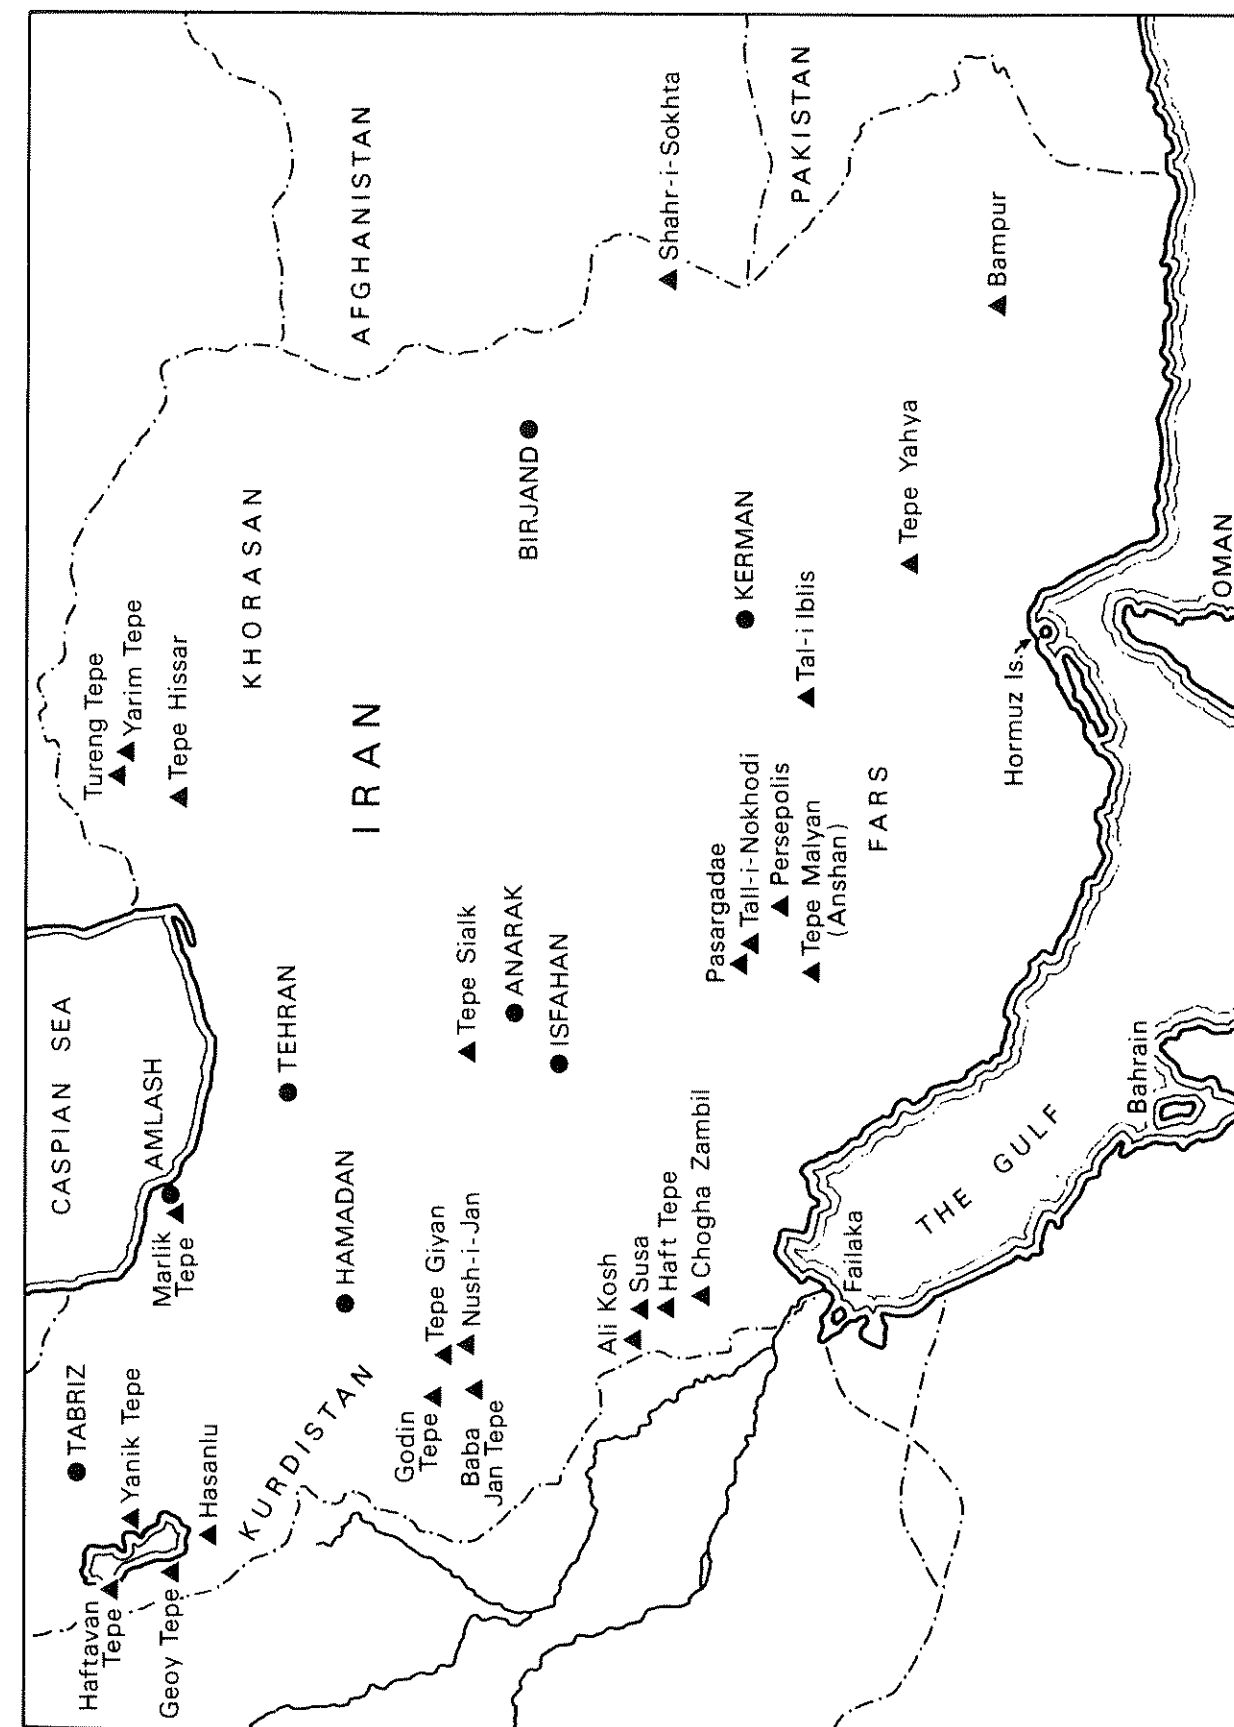 CASPIAN SEA
TABRIZ
Haftavan
Tepe
Yanik Tepe
Geoy Tepe
Hasanlu
Marlik
Tepe
AMLASH
Tureng Tepe
Yarim Tepe
Tepe Hissar
KHORASAN
TEHRAN
KURDISTAN
HAMADAN
IRAN
AFGHANISTAN
Godin
Tepe
Tepe Giyan
Baba
Jan Tepe
Nush-i-Jan
Tepe Sialk
ANARAK
ISFAHAN
BIRJAND
Ali Kosh
Susa
Haft Tepe
Chogha Zambil
Shahr-i-Sokhta
Pasargadae
Tall-i-Nokhodi
Persepolis
Tepe Malyan
(Anshan)
KERMAN
Tal-i Iblis
PAKISTAN
FARS
Tepe Yahya
Failaka
THE GULF
Bampur
Hormuz Is.
Bahrain
OMAN